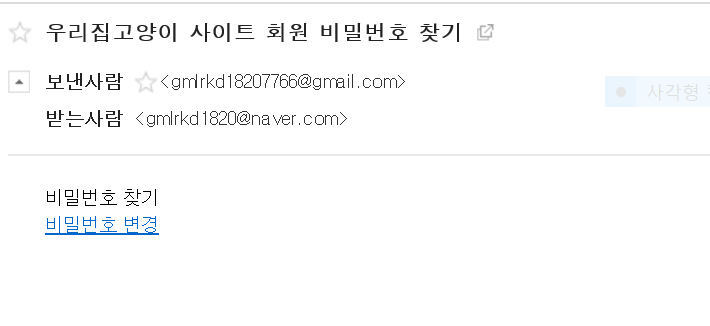 우리집고양이 사이트 회원 비밀번호 찾기
보낸사람 <gmlrkd18207766@gmail.com>
받는사람 <gmlrkd1820@naver.com>
사각형
비밀번호 찾기
비밀번호 변경